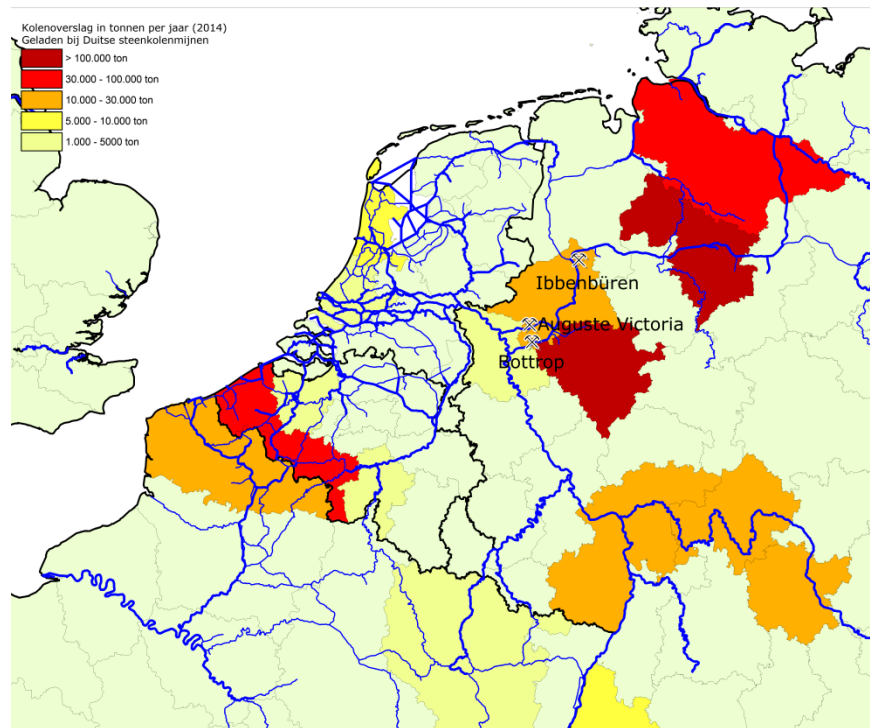 Kolenoverslag in tonnen per jaar (2014)
Geladen bij Duitse steenkolenmijnen
> 100.000 ton
30.000 - 100.000 ton
10.000 - 30.000 ton
5.000 - 10.000 ton
1.000 - 5000 ton
Ibbenbüren
Auguste Victoria
Bottrop